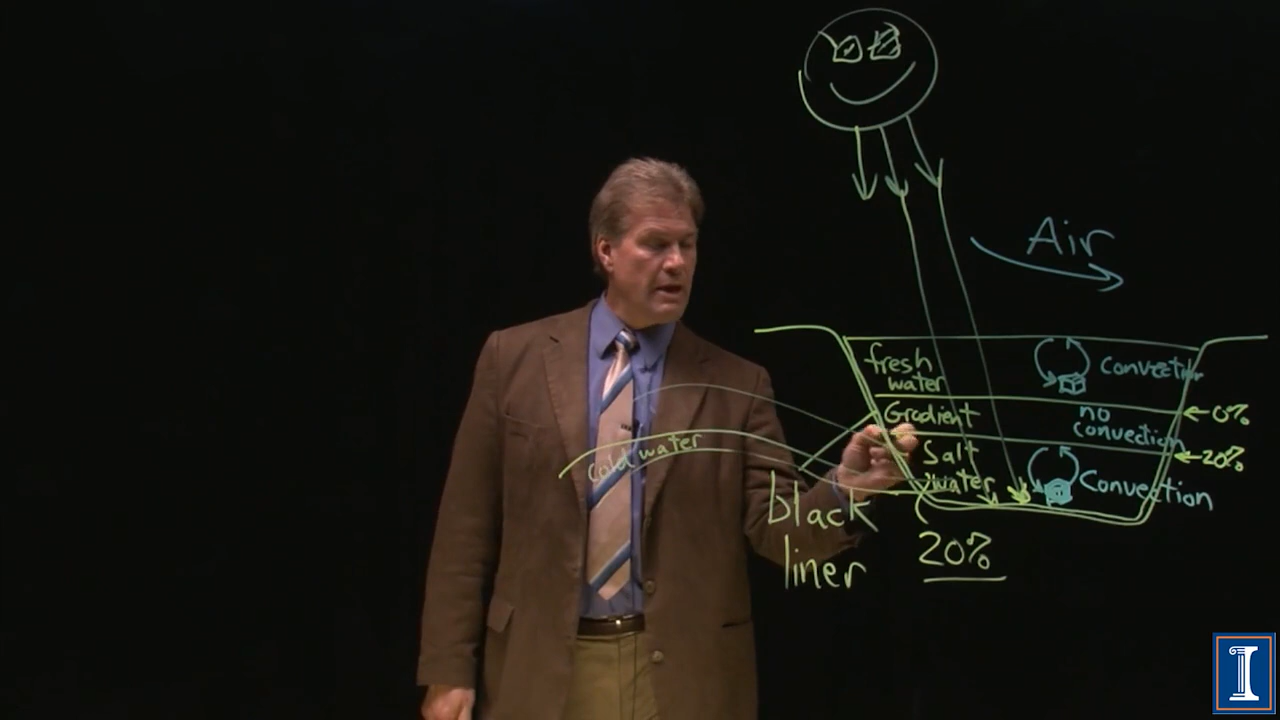 Air
fresh
water
Convection
Gradient
no
convection
← 0%
Salt
water
← 20%
Convection
cold water
black
liner
20%
I